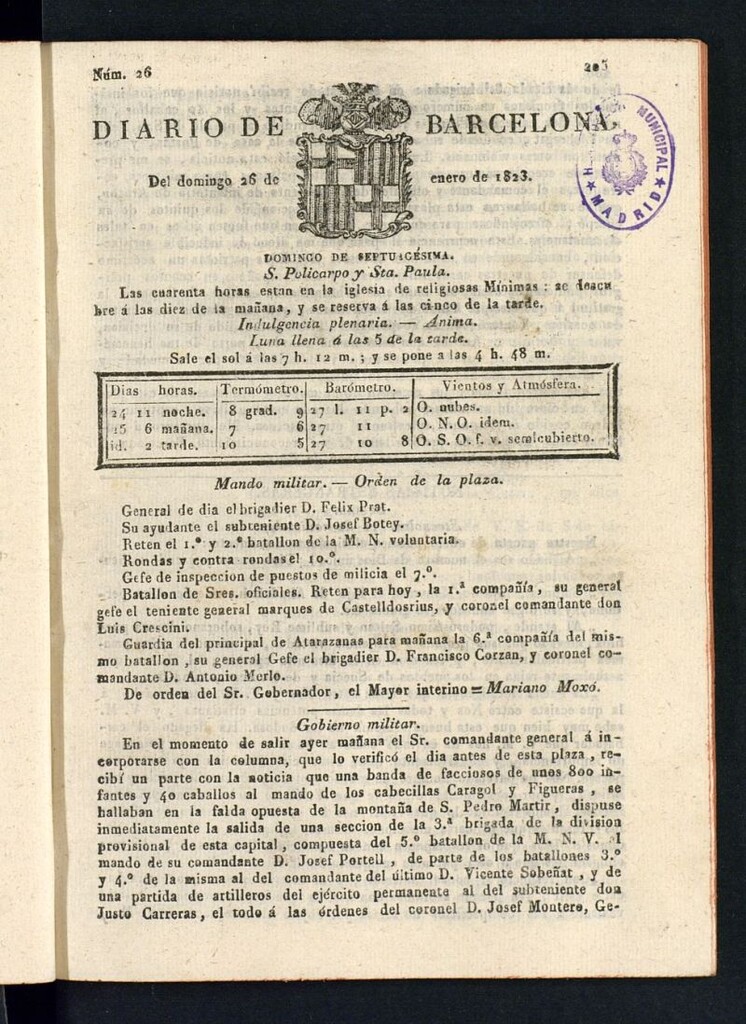 Núm. 26
DIARIO DE BARCELONA,
MUNICIPAL
MADRID
Del domingo 26 de enero de 1823.
DOMINGO DE SEPTUAGÉSIMA.
S. Policarpo y Sta. Paula.
Las cuarenta horas estan en la iglesia de religiosas Mínimas : se descu
bre á las diez de la mañana, y se reserva á las cinco de la tarde.
Indulgencia plenaria. — Ánima.
Luna llena á las 5 de la tarde.
Sale el sol á las 7 h. 12 m. ; y se pone a las 4 h. 48 m.
Dias horas. Termómetro. Barómetro. Vientos y Atmósfera.
24 11 noche. 8 grad. 9 27 l. 11 p. 2 O. nubes.
25 6 mañana. 7 6 27 11 O. N. O. idem.
id. 2 tarde. 10 5 27 10 8 O. S. O. f. v. semicubierto.
Mando militar. — Orden de la plaza.
General de dia el brigadier D. Felix Prat.
Su ayudante el subteniente D. Josef Botey.
Reten el 1.º y 2.º batallon de la M. N. voluntaria.
Rondas y contra rondas el 10.º.
Gefe de inspeccion de puestos de milicia el 7.º.
Batallon de Sres. oficiales. Reten para hoy , la 1.ª compañía , su general
gefe el teniente general marques de Castelldosrius, y coronel comandante don
Luis Crescini.
Guardia del principal de Atarazanas para mañana la 6.ª compañía del mis-
mo batallon , su general Gefe el brigadier D. Francisco Corzan, y coronel co-
mandante D. Antonio Merlo.
De orden del Sr. Gobernador, el Mayor interino = Mariano Moxó.
Gobierno militar.
En el momento de salir ayer mañana el Sr. comandante general á in-
corporarse con la columna, que lo verificó el dia antes de esta plaza , re-
cibí un parte con la noticia que una banda de facciosos de unos 800 in-
fantes y 40 caballos al mando de los cabecillas Caragol y Figueras , se
hallaban en la falda opuesta de la montaña de S. Pedro Martir , dispuse
inmediatamente la salida de una seccion de la 3.ª brigada de la division
provisional de esta capital , compuesta del 5.º batallon de la M. N. V. al
mando de su comandante D. Josef Portell , de parte de los batallones 3.º
y 4.º de la misma al del comandante del último D. Vicente Sobeñat , y de
una partida de artilleros del ejército permanente al del subteniente don
Justo Carreras , el todo á las órdenes del coronel D. Josef Montero, Ge-